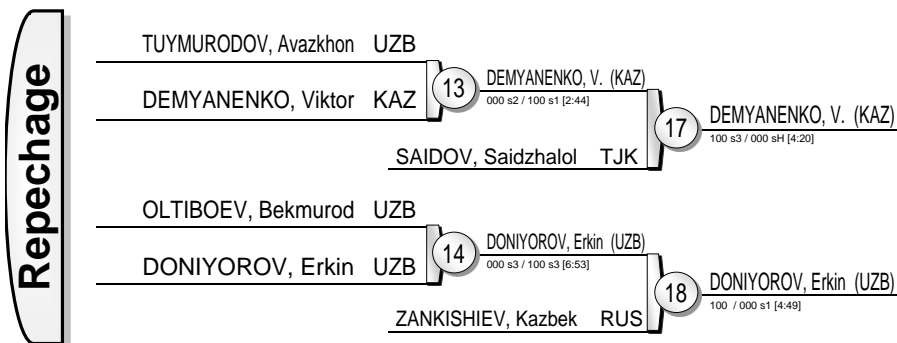 Repechage
TUYMURODOV, Avazkhon UZB
DEMYANENKO, Viktor KAZ
13
DEMYANENKO, V. (KAZ)
000 s2 / 100 s1 [2:44]
SAIDOV, Saidzhalol TJK
17
DEMYANENKO, V. (KAZ)
100 s3 / 000 sH [4:20]
OLTIBOEV, Bekmurod UZB
DONIYOROV, Erkin UZB
14
DONIYOROV, Erkin (UZB)
000 s3 / 100 s3 [6:53]
ZANKISHIEV, Kazbek RUS
18
DONIYOROV, Erkin (UZB)
100 / 000 s1 [4:49]